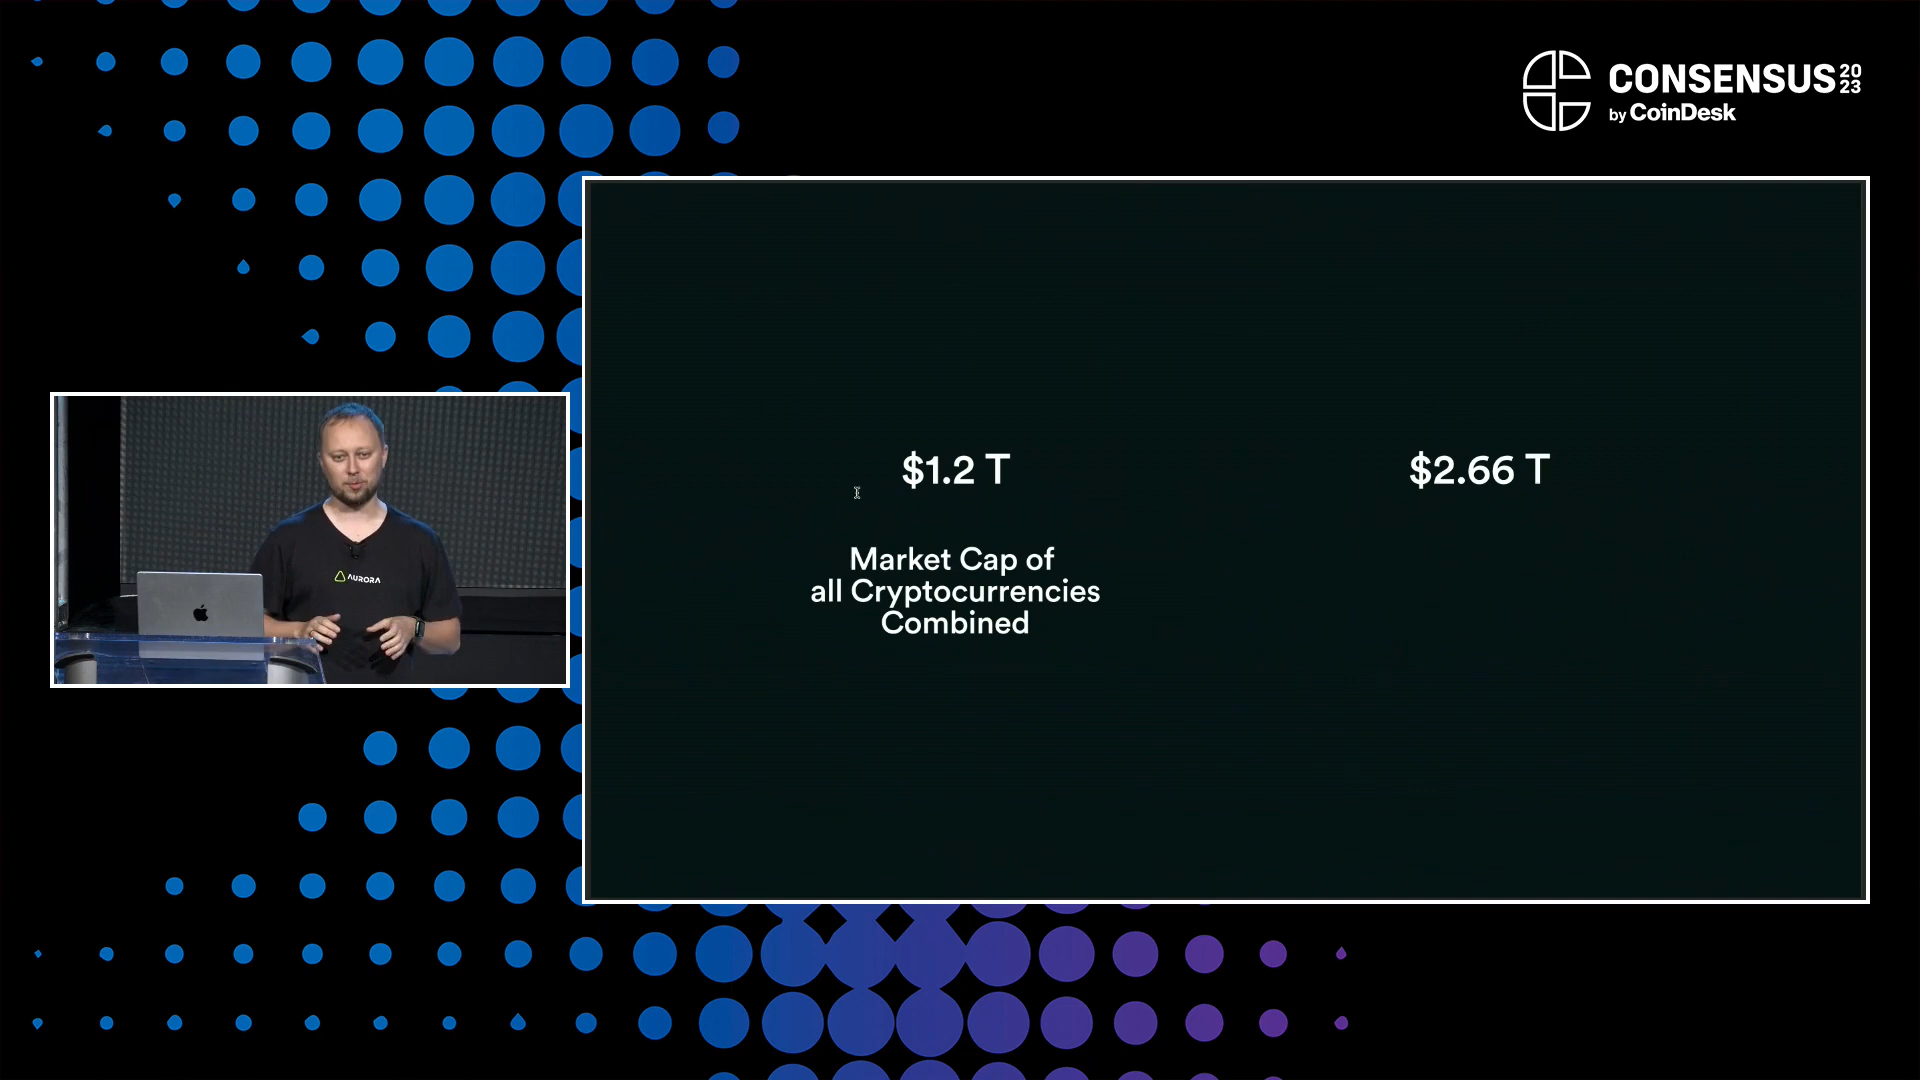 CONSENSUS 2023
by CoinDesk
$1.2 T
$2.66 T
Market Cap of
all Cryptocurrencies
Combined
AURORA